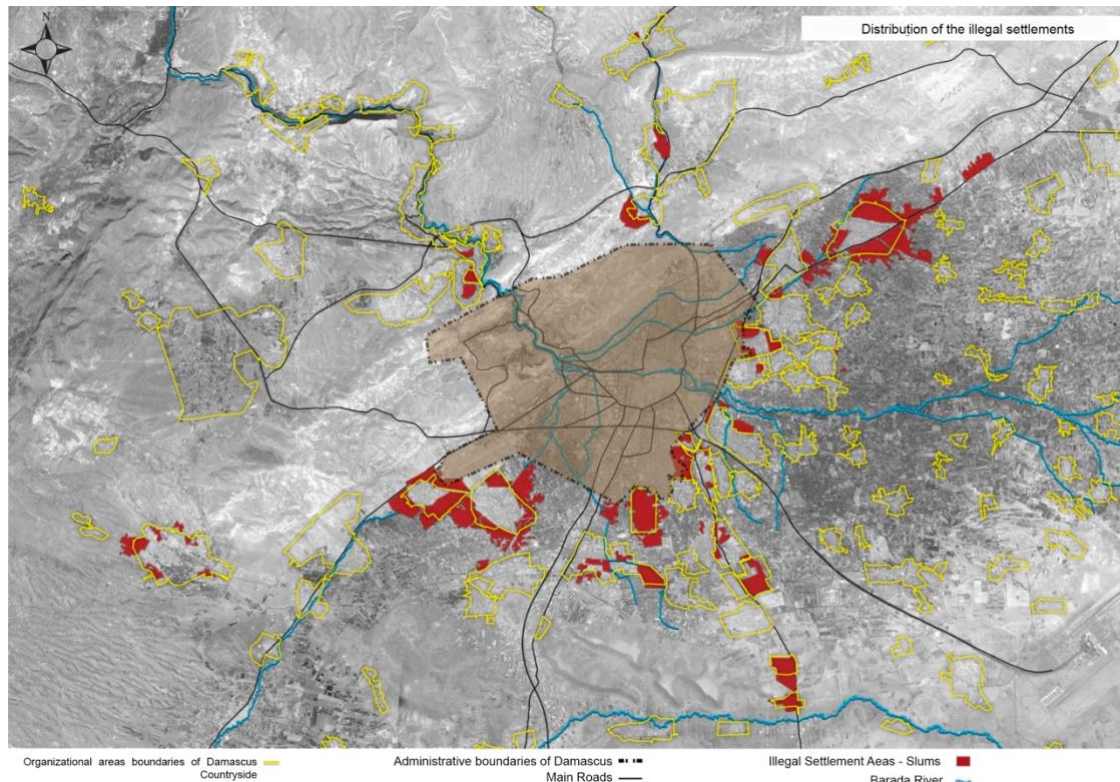 N
Distribution of the illegal settlements
Organizational areas boundaries of Damascus
Countryside
Administrative boundaries of Damascus
Main Roads
Illegal Settlement Aeas - Slums
Barada River